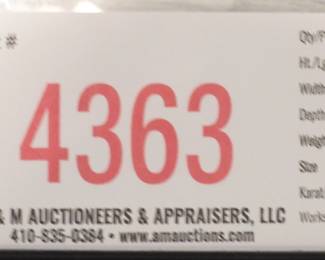 #
Qty/P
Ht./Lg
Width
Depth
Weigh
Size
Karat
Works
4363
& M AUCTIONEERS & APPRAISERS, LLC
410-835-0384 • www.amauctions.com